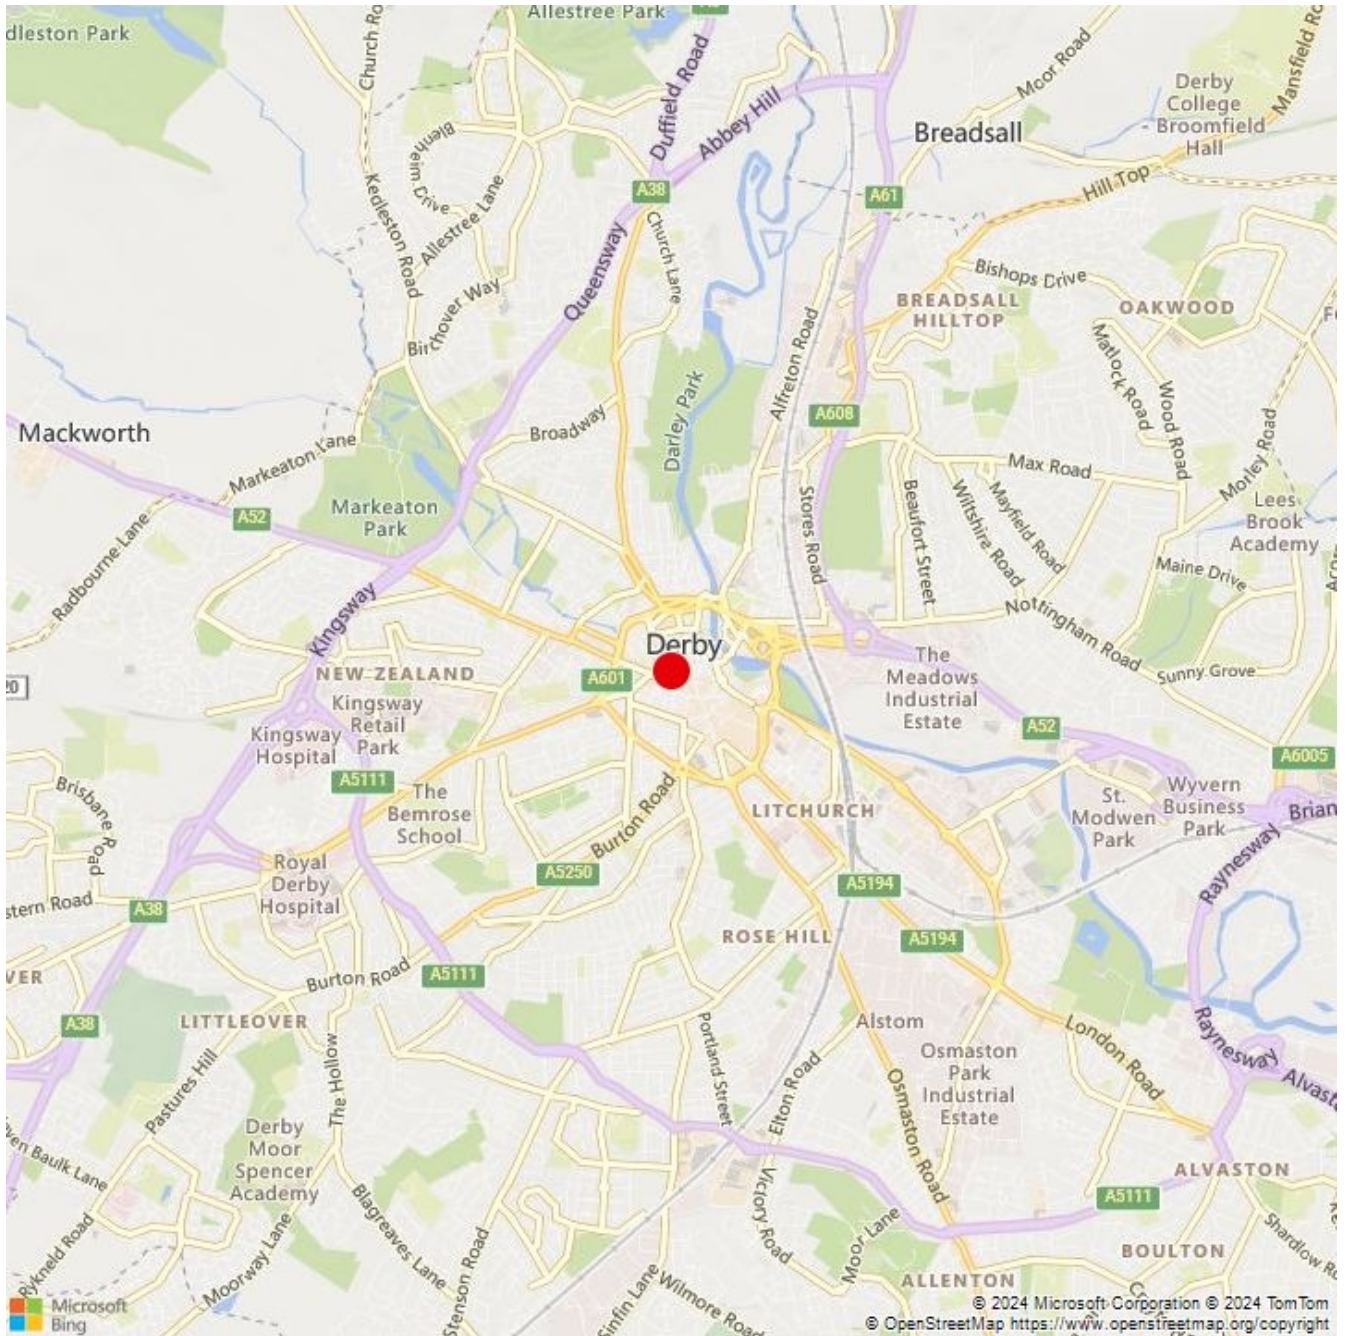 dleston Park
Allestree Park
Church Ro
Duffield Road
Moor Road
Mansfield Ro
Derby
College
- Broomfield
Hall
Abbey Hill
Breadsall
Blenheim Drive
A38
A61
Hill Top
Kedleston Road
Allestree Lane
Church Lane
Queensway
Bishops Drive
BREADSALL
HILLTOP
OAKWOOD
Birchover Way
Alfreton Road
Matlock Road
Wood Road
Darley Park
A608
Mackworth
Broadway
Markeaton Lane
Morley Road
Max Road
Markeaton
Park
A52
Stores Road
Beaufort Street
Wiltshire Road
Mayfield Road
Lees
Brook
Academy
Radbourne Lane
Maine Drive
Kingsway
Nottingham Road
Derby
The
Meadows
Industrial
Estate
Sunny Grove
NEW ZEALAND
A601
20
Kingsway
Retail
Park
Kingsway
Hospital
A52
A6005
A5111
The
Bemrose
School
Brisbane Road
LITCHURCH
St.
Modwen
Park
Wyvern
Business
Park
Brian
Burton Road
Raynesway
Royal
Derby
Hospital
A5250
A5194
stern Road
A38
ROSE HILL
A5194
VER
Burton Road
A5111
A38
LITTLEOVER
Alstom
Portland Street
London Road
Raynesway
Alvast
Pastures Hill
The Hollow
Elton Road
Osmaston
Park
Industrial
Estate
Osmaston Road
Derby
Moor
Spencer
Academy
ven Baulk Lane
ALVASTON
A5111
Victory Road
Blagreaves Lane
Moor Lane
Shardlow Ro
Rykneld Road
Moorway Lane
Stenson Road
BOULTON
ALLENTON
Sinfin Lane
Wilmore Road
Microsoft
Bing
© 2024 Microsoft Corporation © 2024 TomTom
© OpenStreetMap https://www.openstreetmap.org/copyright